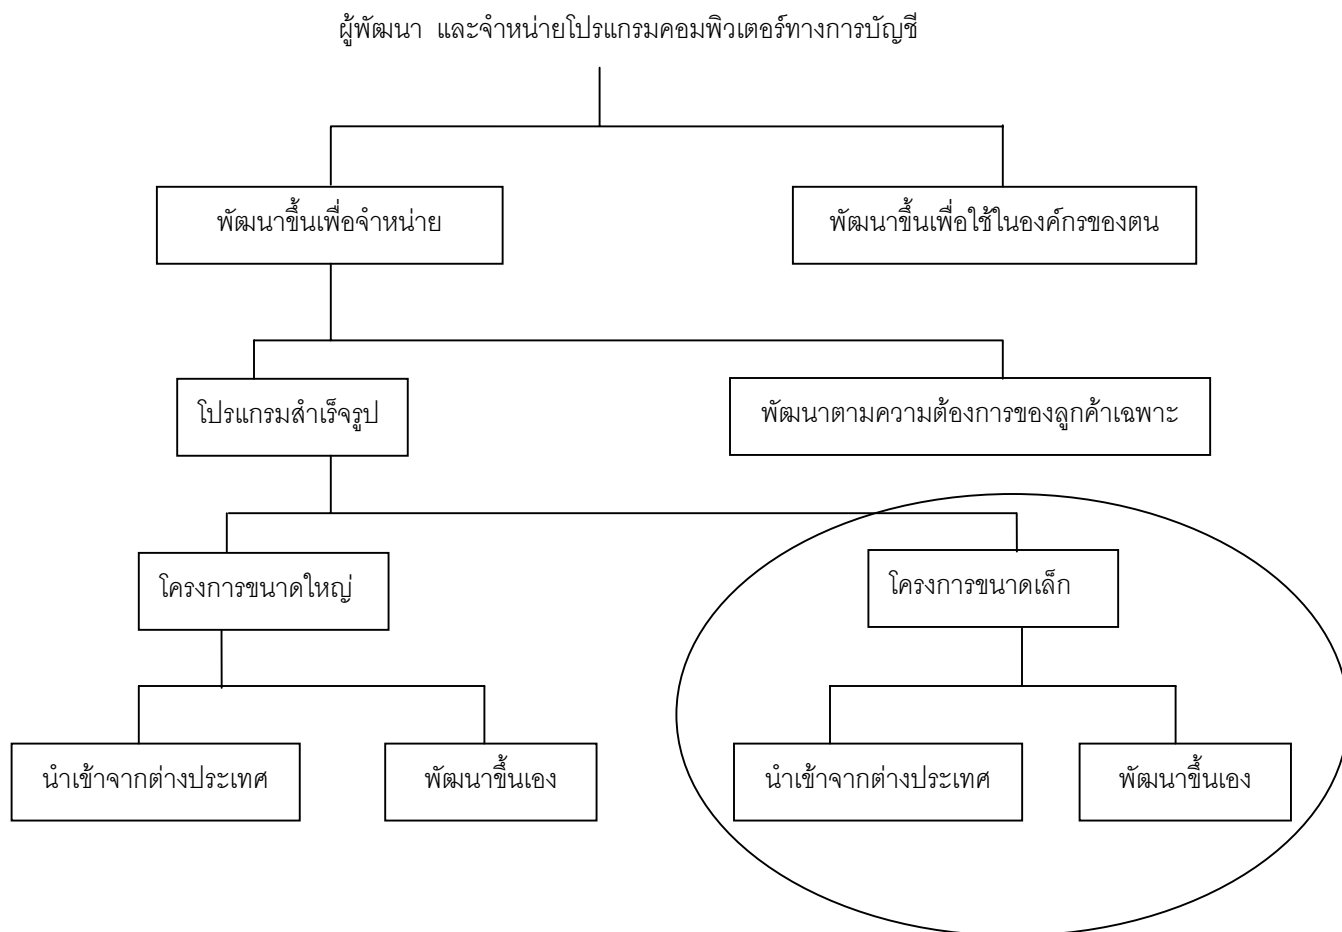 ผู้พัฒนา และจำหน่ายโปรแกรมคอมพิวเตอร์ทางการบัญชี
พัฒนาขึ้นเพื่อจำหน่าย
พัฒนาขึ้นเพื่อใช้ในองค์กรของตน
โปรแกรมสำเร็จรูป
พัฒนาตามความต้องการของลูกค้าเฉพาะ
โครงการขนาดใหญ่
โครงการขนาดเล็ก
นำเข้าจากต่างประเทศ
พัฒนาขึ้นเอง
นำเข้าจากต่างประเทศ
พัฒนาขึ้นเอง